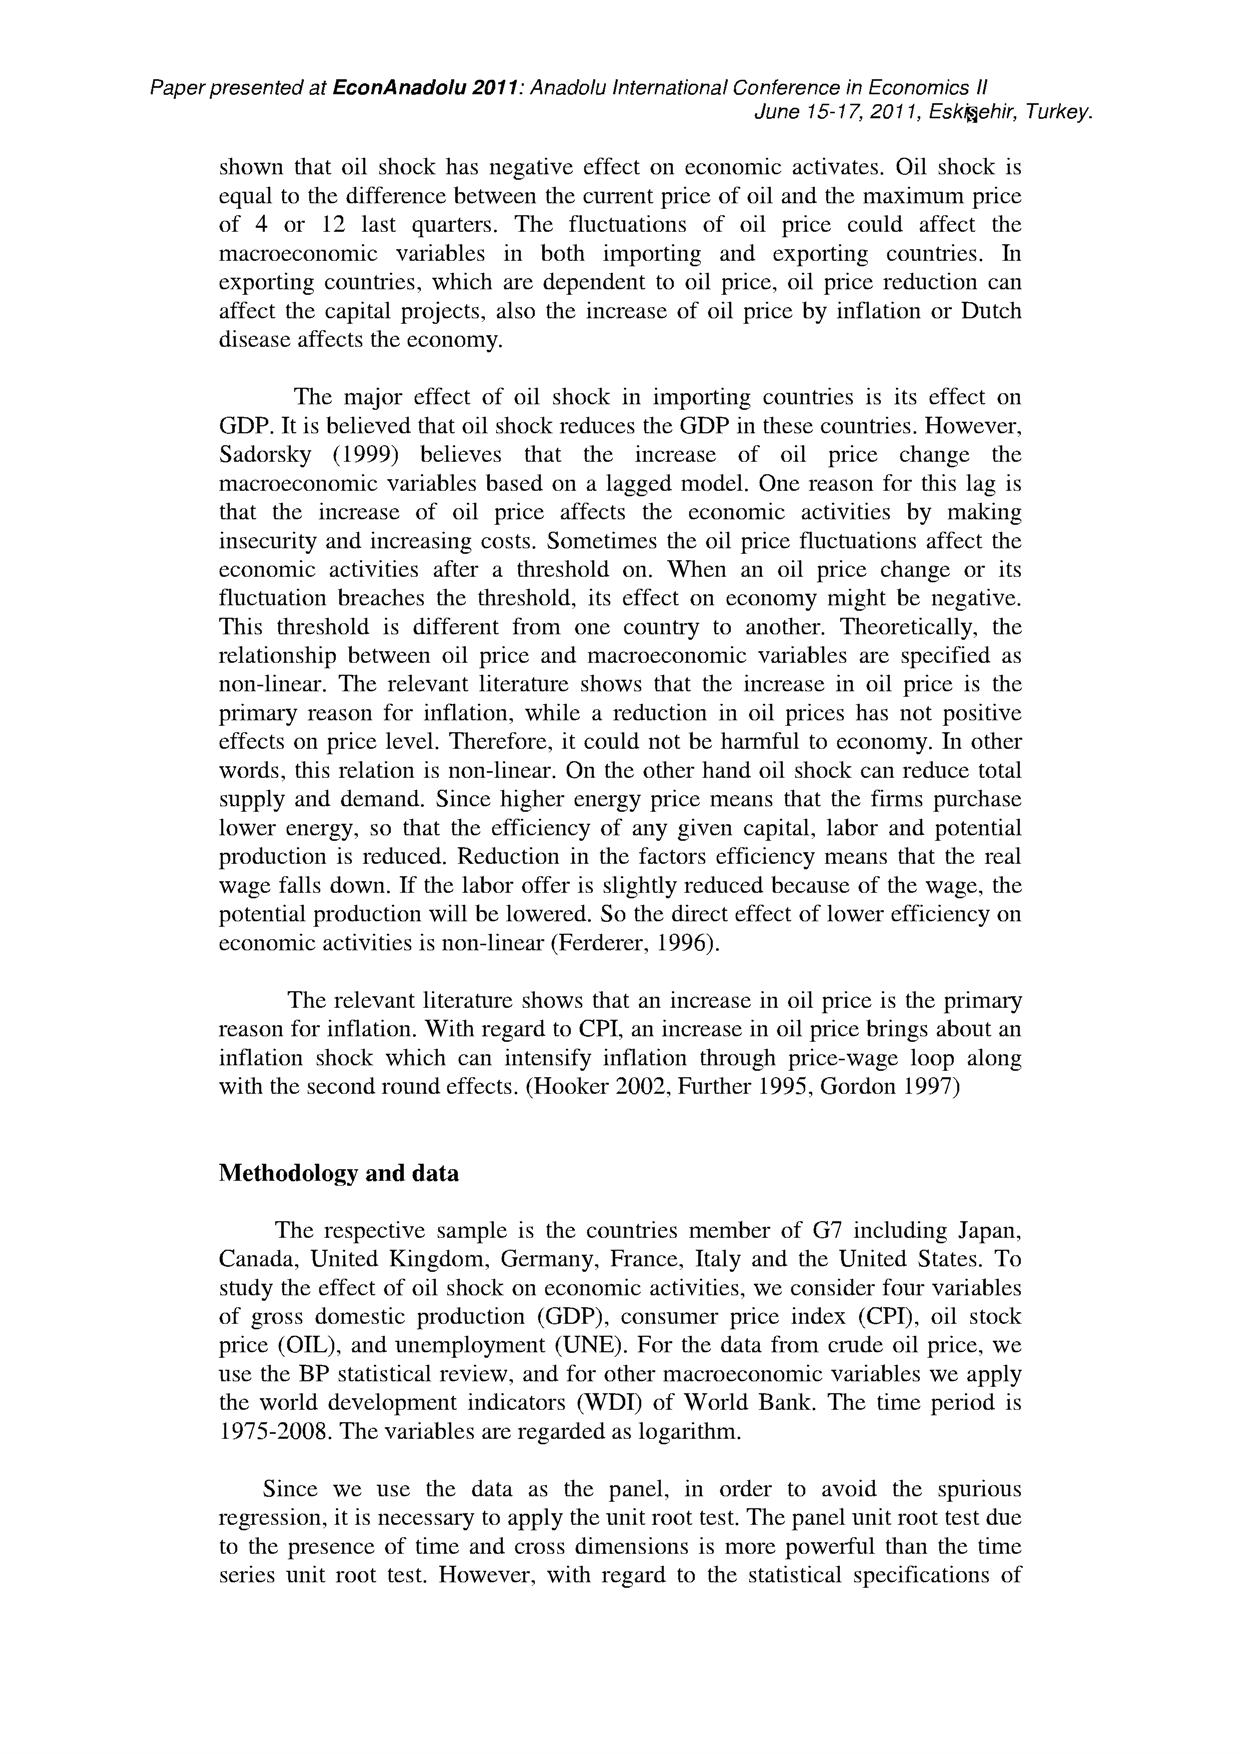 Paper presented at EconAnadolu 2011: Anadolu International Conference in Economics II
June 15-17, 2011, Eskişehir, Turkey.
shown that oil shock has negative effect on economic activates. Oil shock is
equal to the difference between the current price of oil and the maximum price
of 4 or 12 last quarters. The fluctuations of oil price could affect the
macroeconomic variables in both importing and exporting countries. In
exporting countries, which are dependent to oil price, oil price reduction can
affect the capital projects, also the increase of oil price by inflation or Dutch
disease affects the economy.
The major effect of oil shock in importing countries is its effect on
GDP. It is believed that oil shock reduces the GDP in these countries. However,
Sadorsky (1999) believes that the increase of oil price change the
macroeconomic variables based on a lagged model. One reason for this lag is
that the increase of oil price affects the economic activities by making
insecurity and increasing costs. Sometimes the oil price fluctuations affect the
economic activities after a threshold on. When an oil price change or its
fluctuation breaches the threshold, its effect on economy might be negative.
This threshold is different from one country to another. Theoretically, the
relationship between oil price and macroeconomic variables are specified as
non-linear. The relevant literature shows that the increase in oil price is the
primary reason for inflation, while a reduction in oil prices has not positive
effects on price level. Therefore, it could not be harmful to economy. In other
words, this relation is non-linear. On the other hand oil shock can reduce total
supply and demand. Since higher energy price means that the firms purchase
lower energy, so that the efficiency of any given capital, labor and potential
production is reduced. Reduction in the factors efficiency means that the real
wage falls down. If the labor offer is slightly reduced because of the wage, the
potential production will be lowered. So the direct effect of lower efficiency on
economic activities is non-linear (Ferderer, 1996).
The relevant literature shows that an increase in oil price is the primary
reason for inflation. With regard to CPI, an increase in oil price brings about an
inflation shock which can intensify inflation through price-wage loop along
with the second round effects. (Hooker 2002, Further 1995, Gordon 1997)
Methodology and data
The respective sample is the countries member of G7 including Japan,
Canada, United Kingdom, Germany, France, Italy and the United States. To
study the effect of oil shock on economic activities, we consider four variables
of gross domestic production (GDP), consumer price index (CPI), oil stock
price (OIL), and unemployment (UNE). For the data from crude oil price, we
use the BP statistical review, and for other macroeconomic variables we apply
the world development indicators (WDI) of World Bank. The time period is
1975-2008. The variables are regarded as logarithm.
Since we use the data as the panel, in order to avoid the spurious
regression, it is necessary to apply the unit root test. The panel unit root test due
to the presence of time and cross dimensions is more powerful than the time
series unit root test. However, with regard to the statistical specifications of